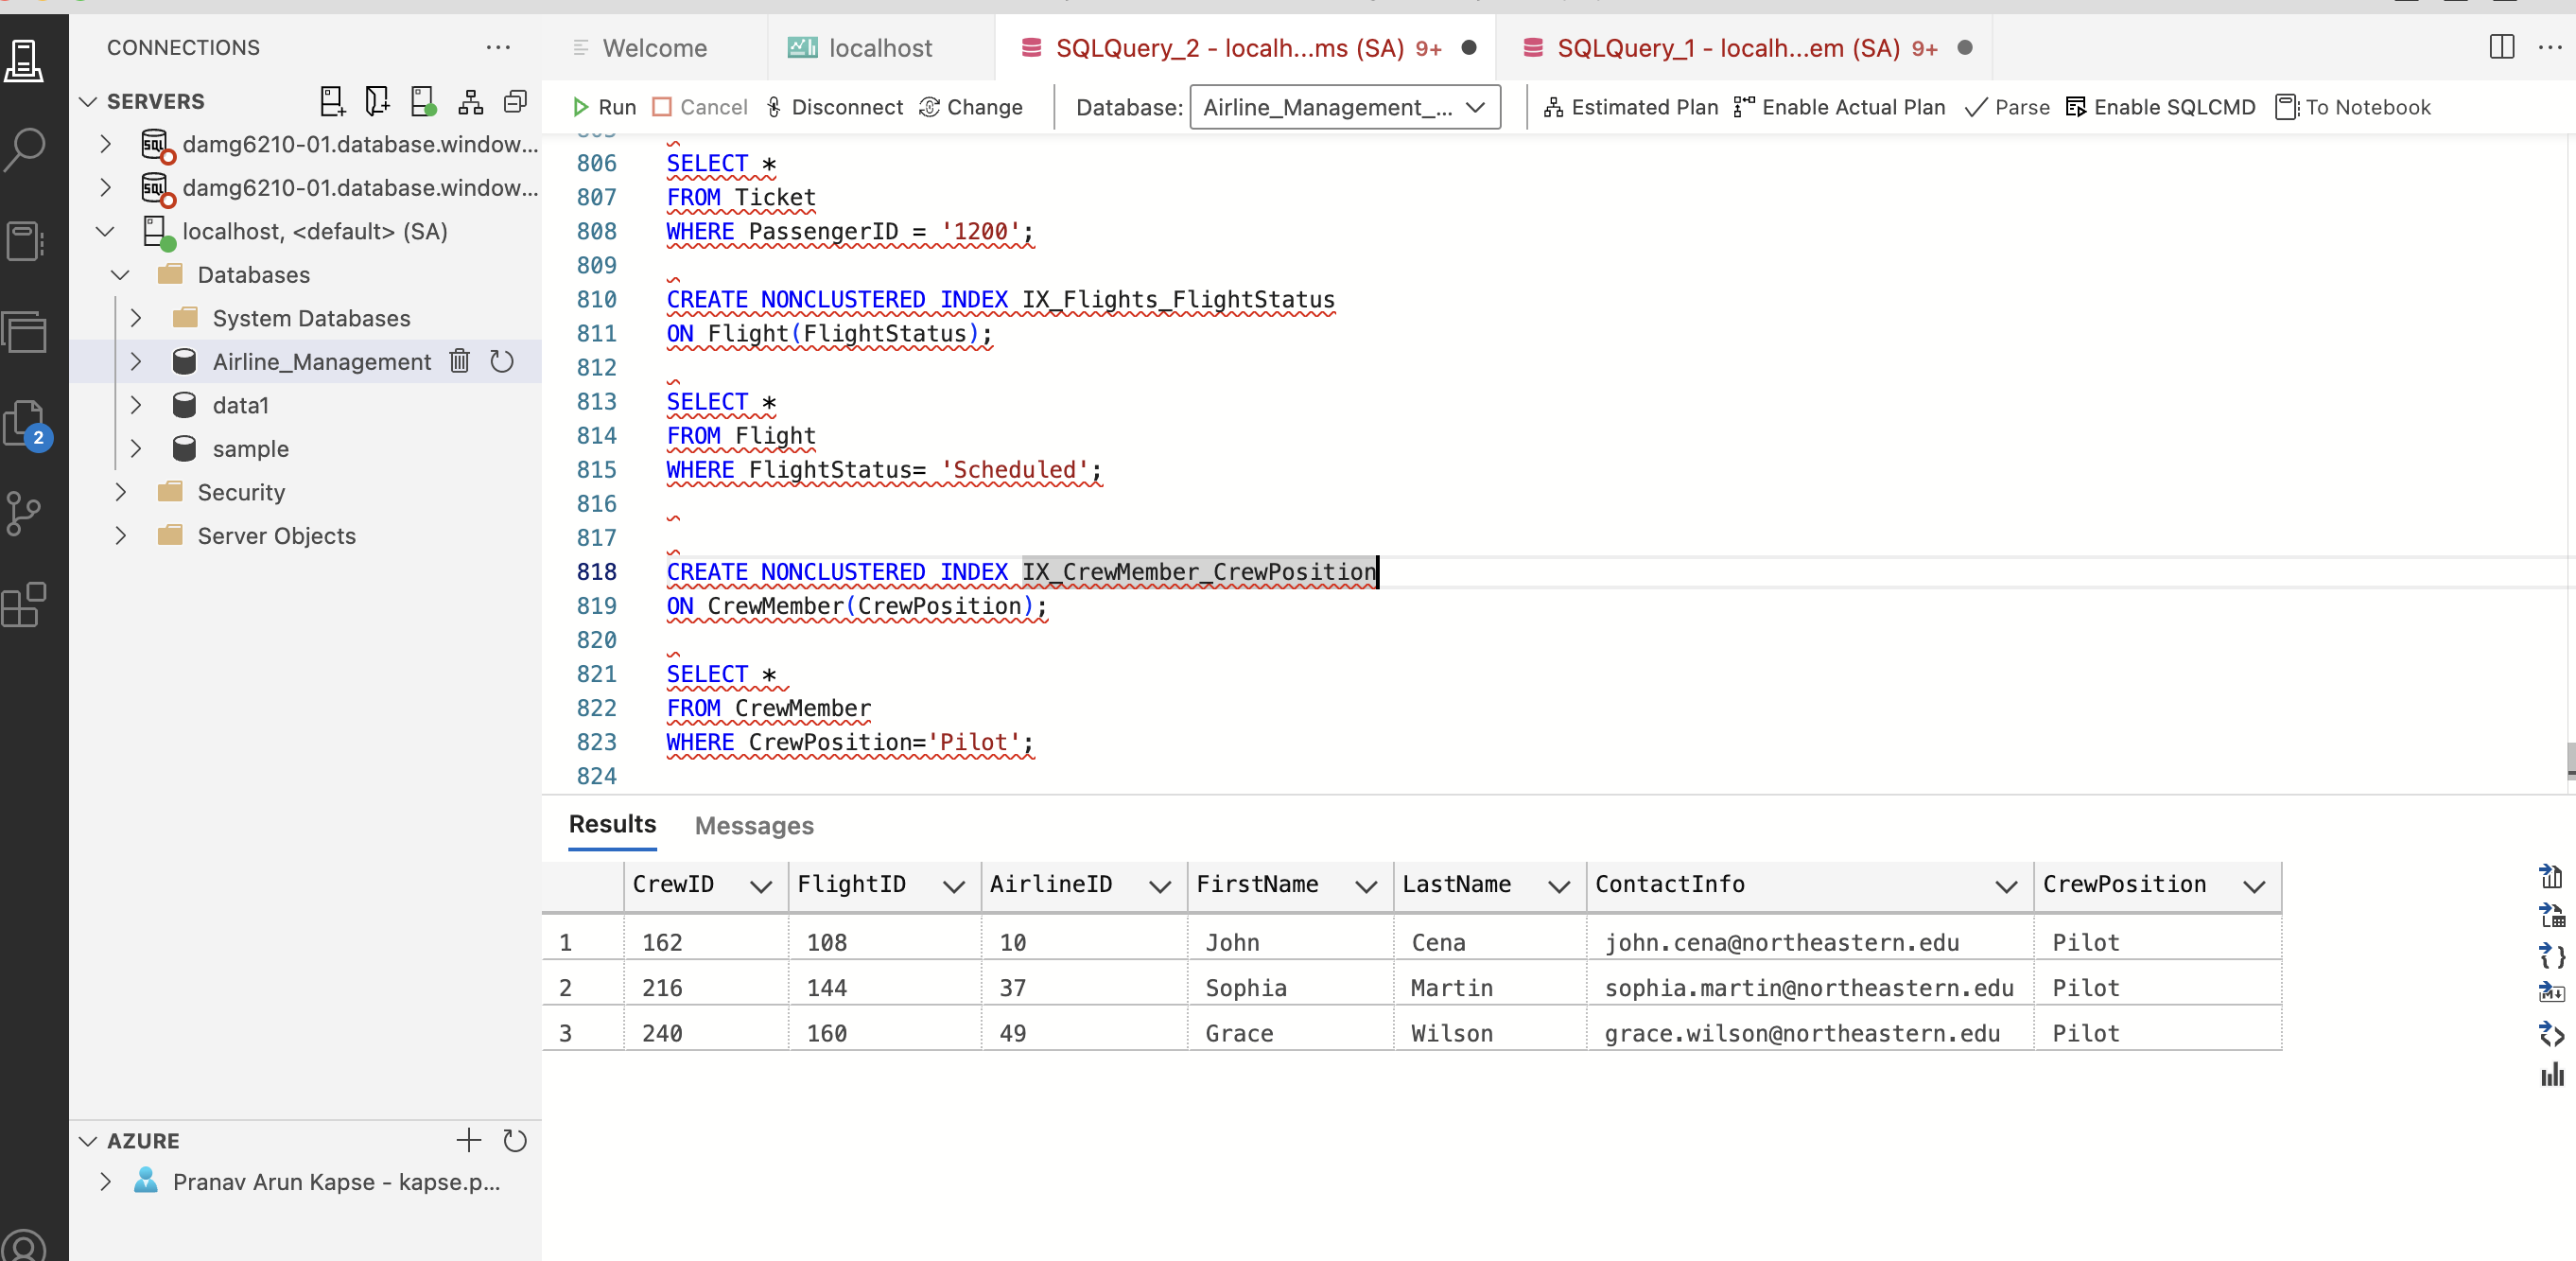 CONNECTIONS
SERVERS
damg6210-01.database.window...
damg6210-01.database.window...
localhost, <default> (SA)
Databases
System Databases
Airline_Management
data1
sample
Security
Server Objects
2
AZURE
Pranav Arun Kapse - kapse.p...
Welcome
localhost
SQLQuery_2 - localh...ms (SA) 9+
SQLQuery_1 - localh...em (SA) 9+
Run Cancel Disconnect Change Database: Airline_Management_... Estimated Plan Enable Actual Plan Parse Enable SQLCMD To Notebook
806 SELECT *
807 FROM Ticket
808 WHERE PassengerID = '1200';
809
810 CREATE NONCLUSTERED INDEX IX_Flights_FlightStatus
811 ON Flight(FlightStatus);
812
813 SELECT *
814 FROM Flight
815 WHERE FlightStatus= 'Scheduled';
816
817
818 CREATE NONCLUSTERED INDEX IX_CrewMember_CrewPosition
819 ON CrewMember(CrewPosition);
820
821 SELECT *
822 FROM CrewMember
823 WHERE CrewPosition='Pilot';
824
Results Messages
CrewID FlightID AirlineID FirstName LastName ContactInfo CrewPosition
1 162 108 10 John Cena john.cena@northeastern.edu Pilot
2 216 144 37 Sophia Martin sophia.martin@northeastern.edu Pilot
3 240 160 49 Grace Wilson grace.wilson@northeastern.edu Pilot